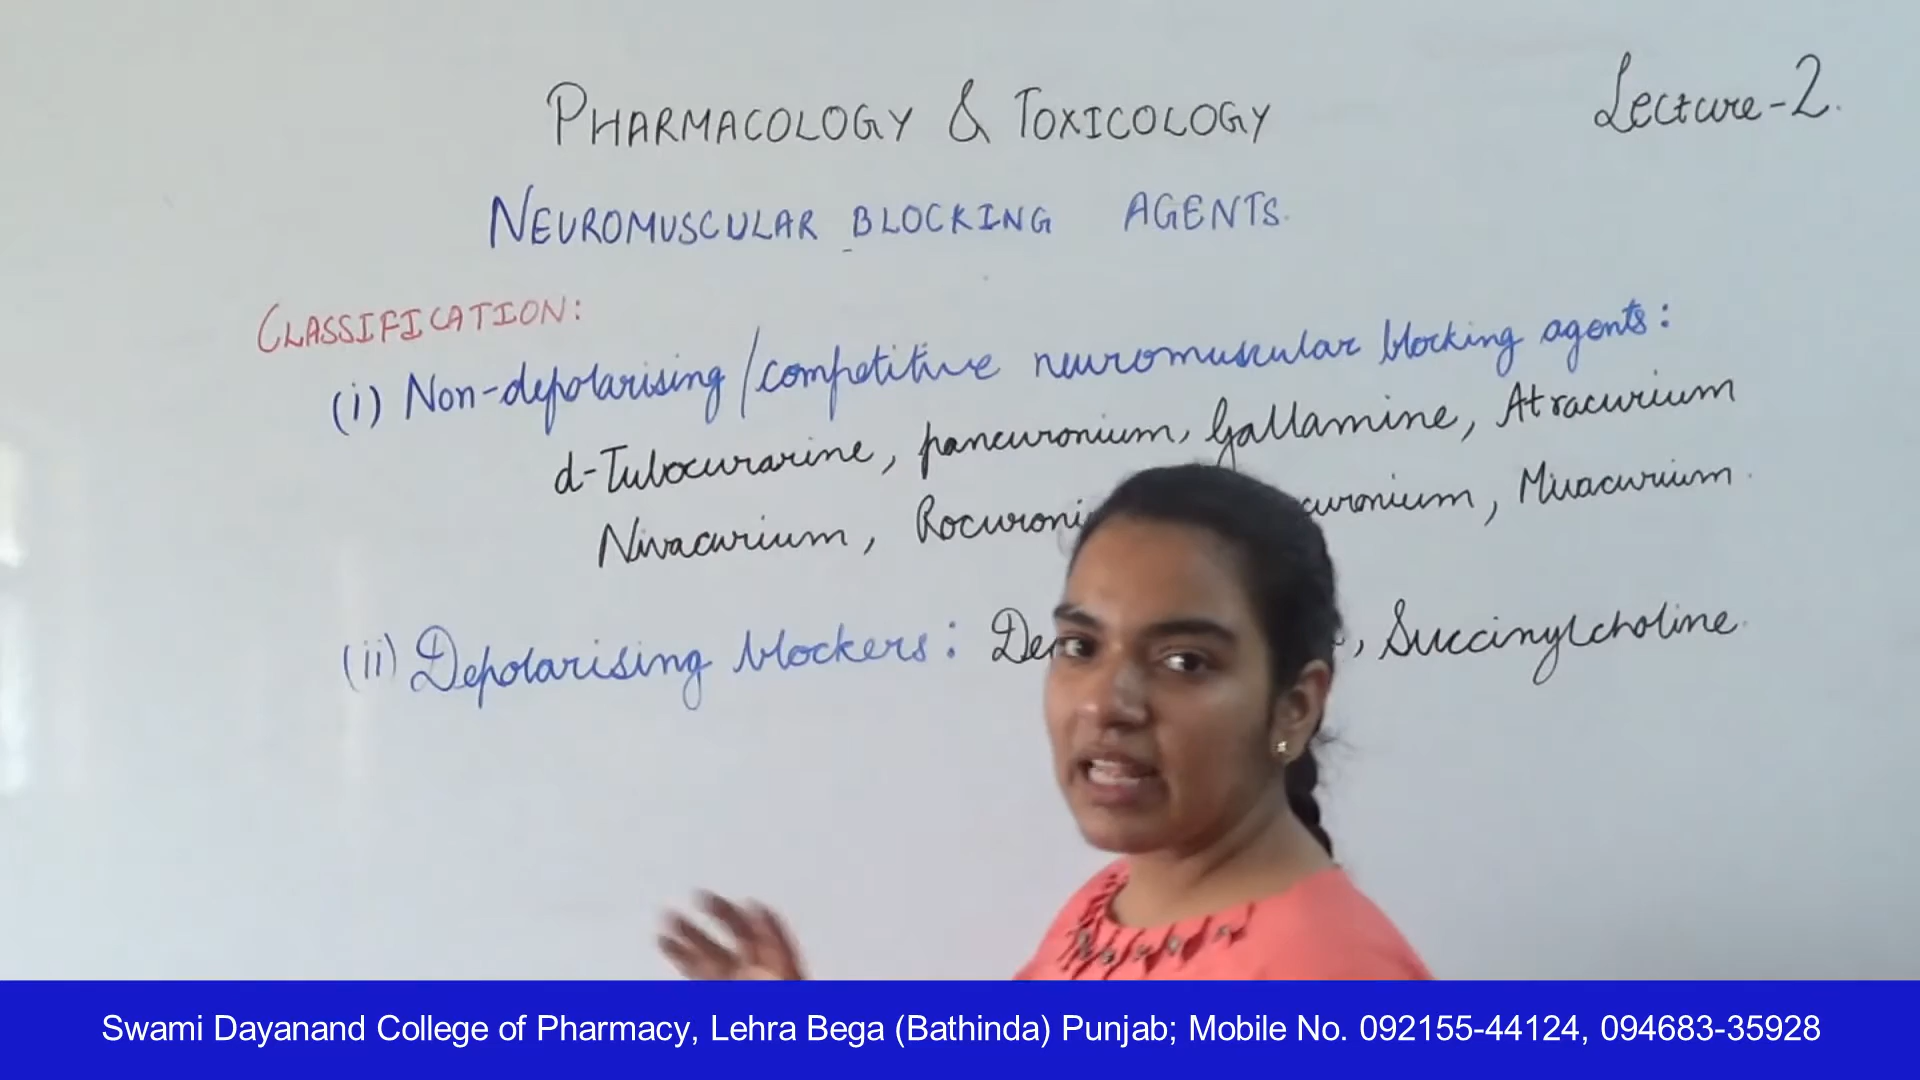 PHARMACOLOGY & TOXICOLOGY
Lecture-2.
NEUROMUSCULAR BLOCKING AGENTS.
CLASSIFICATION:
(i) Non-depolarising/competitive neuromuscular blocking agents:
d-Tubocurarine, pancuronium, Gallamine, Atracurium
Nivacurium, curonium, Mivacurium.
(ii) Depolarising blockers: , Succinylcholine.
Swami Dayanand College of Pharmacy, Lehra Bega (Bathinda) Punjab; Mobile No. 092155-44124, 094683-35928